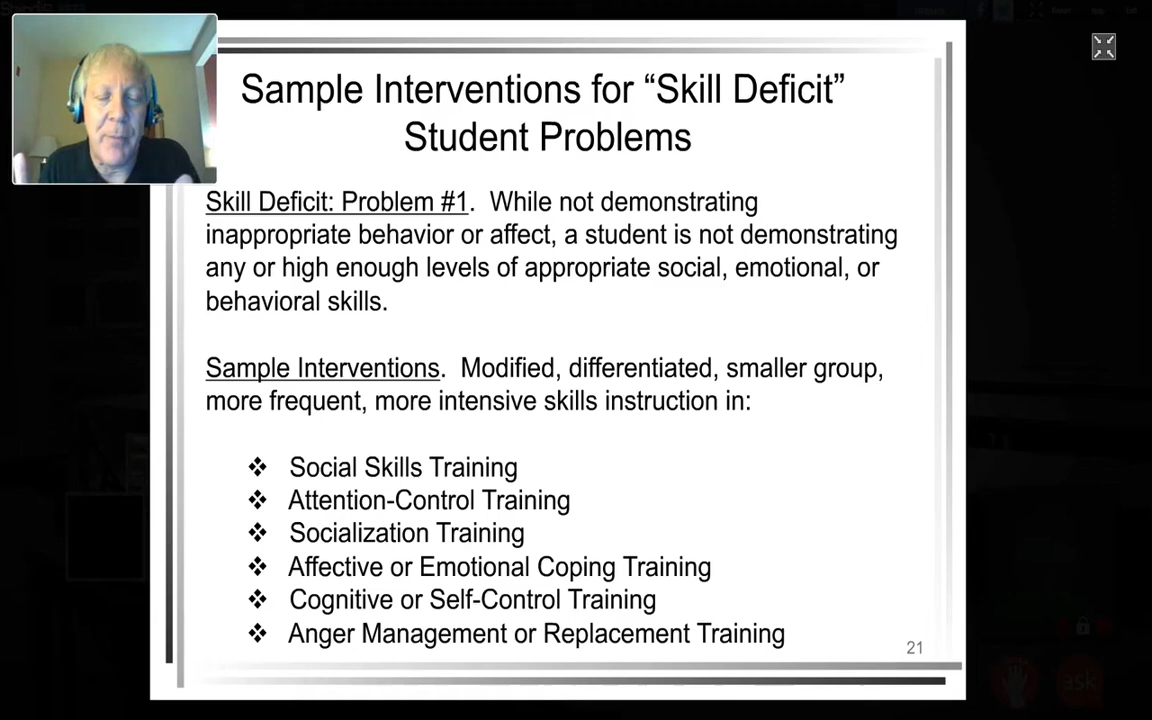 Sample Interventions for “Skill Deficit”
Student Problems
Skill Deficit: Problem #1. While not demonstrating
inappropriate behavior or affect, a student is not demonstrating
any or high enough levels of appropriate social, emotional, or
behavioral skills.
Sample Interventions. Modified, differentiated, smaller group,
more frequent, more intensive skills instruction in:
❖ Social Skills Training
❖ Attention-Control Training
❖ Socialization Training
❖ Affective or Emotional Coping Training
❖ Cognitive or Self-Control Training
❖ Anger Management or Replacement Training
21
ask